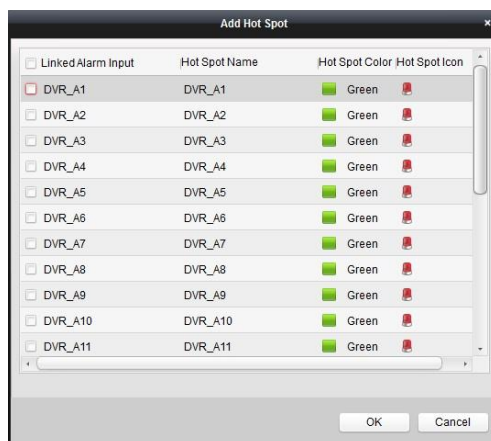 Add Hot Spot
Linked Alarm Input Hot Spot Name Hot Spot Color Hot Spot Icon
DVR_A1 DVR_A1 Green
DVR_A2 DVR_A2 Green
DVR_A3 DVR_A3 Green
DVR_A4 DVR_A4 Green
DVR_A5 DVR_A5 Green
DVR_A6 DVR_A6 Green
DVR_A7 DVR_A7 Green
DVR_A8 DVR_A8 Green
DVR_A9 DVR_A9 Green
DVR_A10 DVR_A10 Green
DVR_A11 DVR_A11 Green
OK Cancel